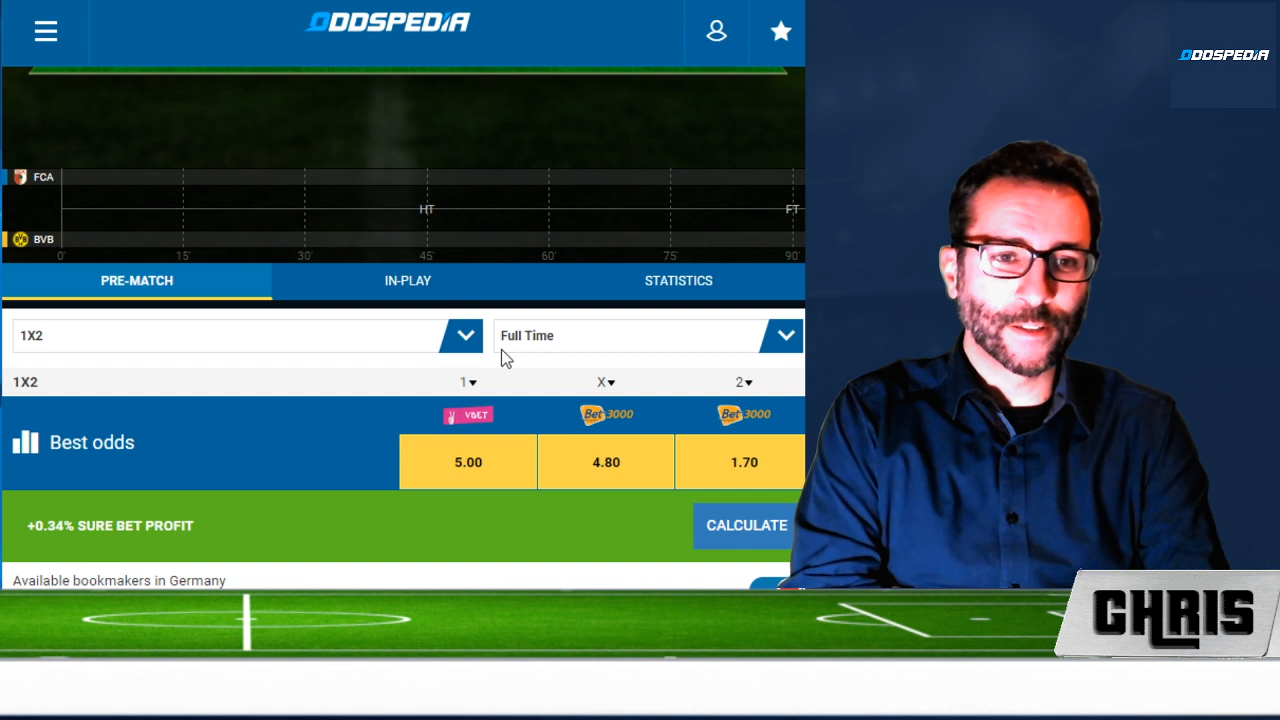 ODDSPEDIA
ODDSPEDIA
FCA
HT
FT
BVB
0' 15' 30' 45' 60' 75' 90'
PRE-MATCH IN-PLAY STATISTICS
1X2 Full Time
1X2 1 X 2
VBET Bet3000 Bet3000
Best odds 5.00 4.80 1.70
+0.34% SURE BET PROFIT CALCULATE
Available bookmakers in Germany
CHRIS